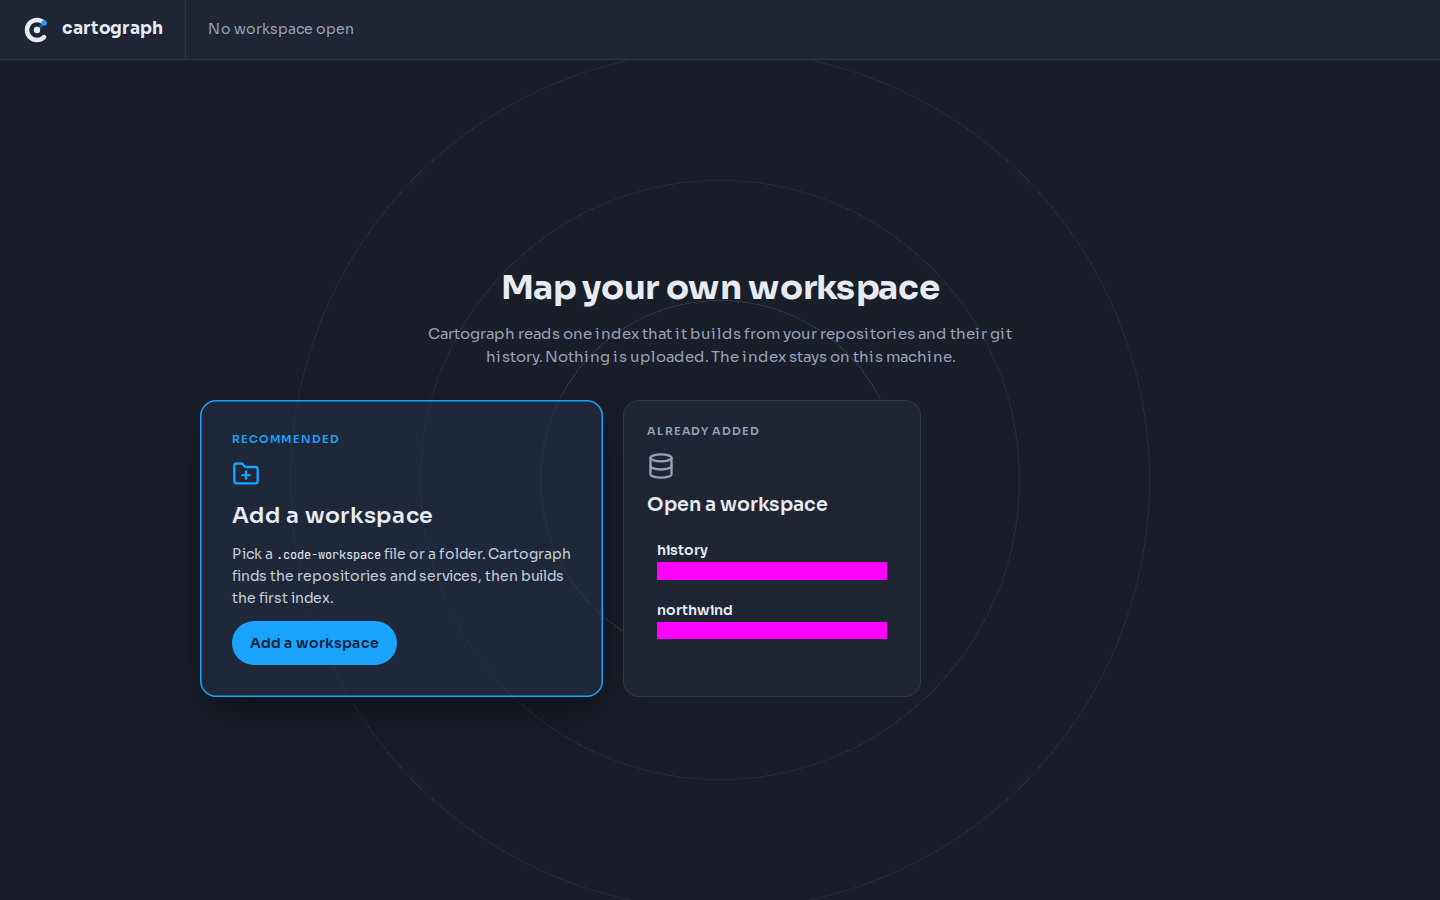 cartograph
No workspace open
Map your own workspace
Cartograph reads one index that it builds from your repositories and their git
history. Nothing is uploaded. The index stays on this machine.
RECOMMENDED
Add a workspace
Pick a .code-workspace file or a folder. Cartograph
finds the repositories and services, then builds
the first index.
Add a workspace
ALREADY ADDED
Open a workspace
history
northwind